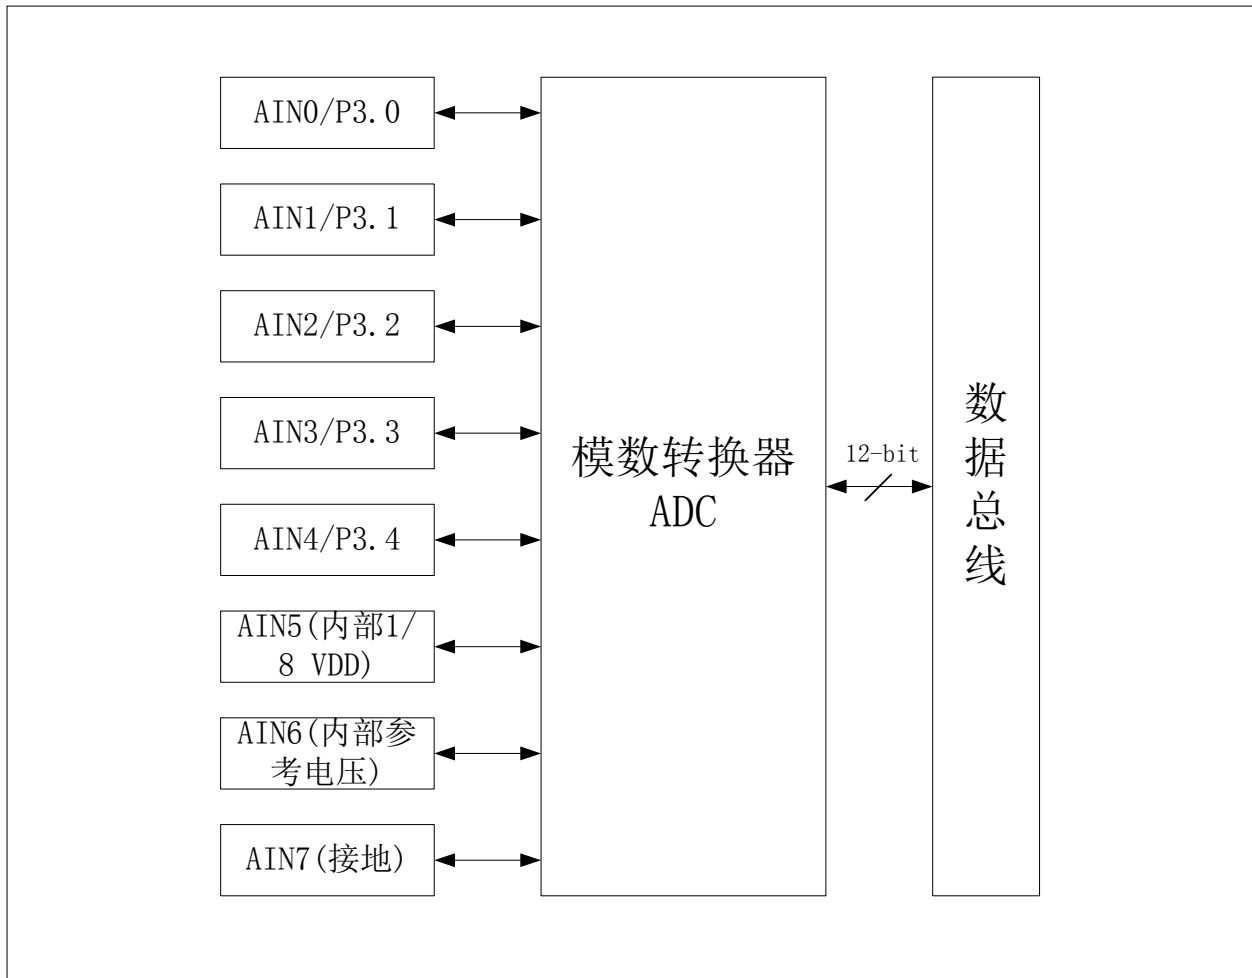 AIN0/P3.0
AIN1/P3.1
AIN2/P3.2
AIN3/P3.3
AIN4/P3.4
AIN5(内部1/
8 VDD)
AIN6(内部参
考电压)
AIN7(接地)
模数转换器
ADC
12-bit
数
据
总
线